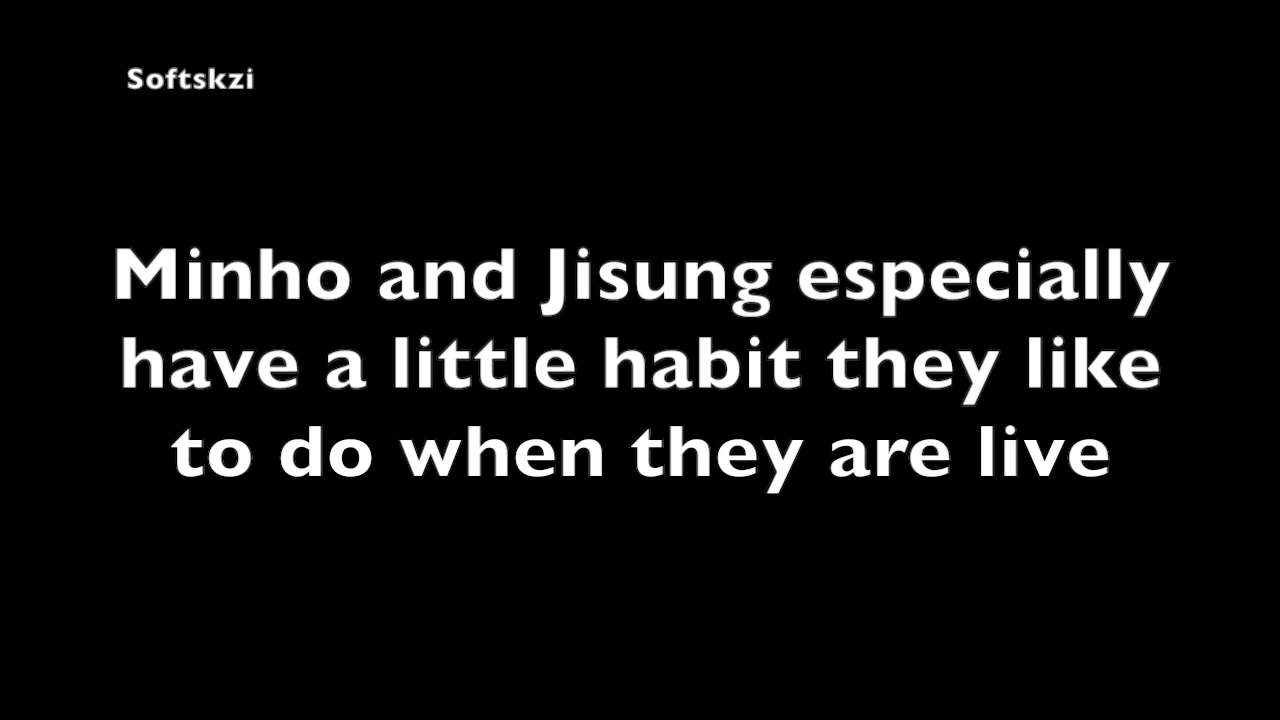 Softskzi
Minho and Jisung especially
have a little habit they like
to do when they are live